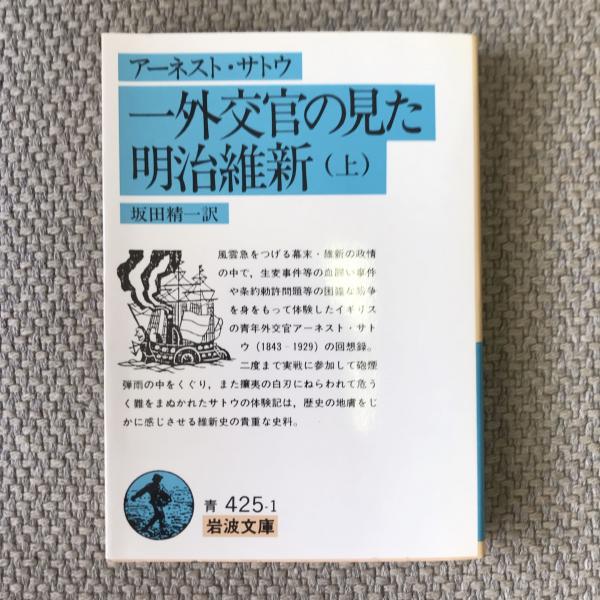 アーネスト・サトウ
一外交官の見た
明治維新(上)
坂田精一訳
風雲急をつげる幕末・維新の政情
の中で，生麦事件等の血腥い事件
や条約勅許問題等の困難な紛争
を身をもって体験したイギリス
の青年外交官アーネスト・サト
ウ(1843‐1929)の回想録。
二度まで実戦に参加して砲煙
弾雨の中をくぐり，また攘夷の白刃にねらわれて危う
く難をまぬかれたサトウの体験記は，歴史の地膚をじ
かに感じさせる維新史の貴重な史料。
青 425-1
岩波文庫